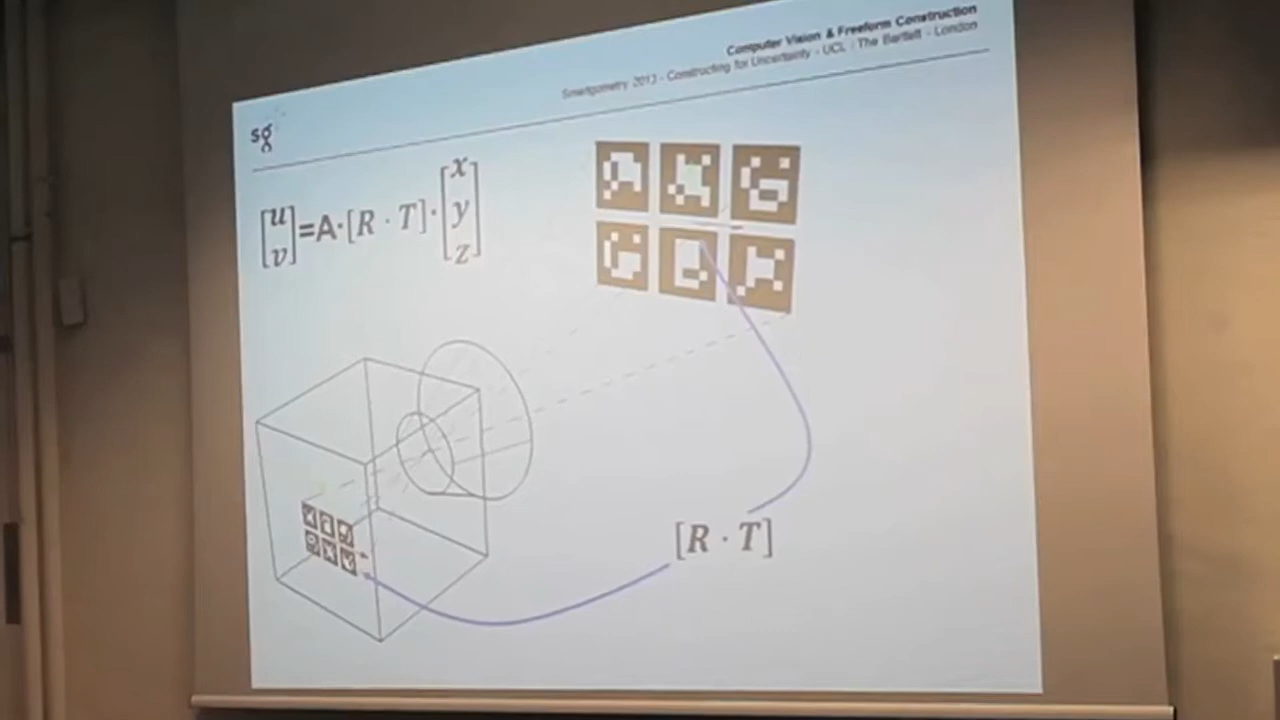 Computer Vision & Freeform Construction
Smartgeometry 2013 - Constructing for Uncertainty - UCL : The Bartlett - London
sg
[u v]=A·[R · T]·[x y z]
[R · T]